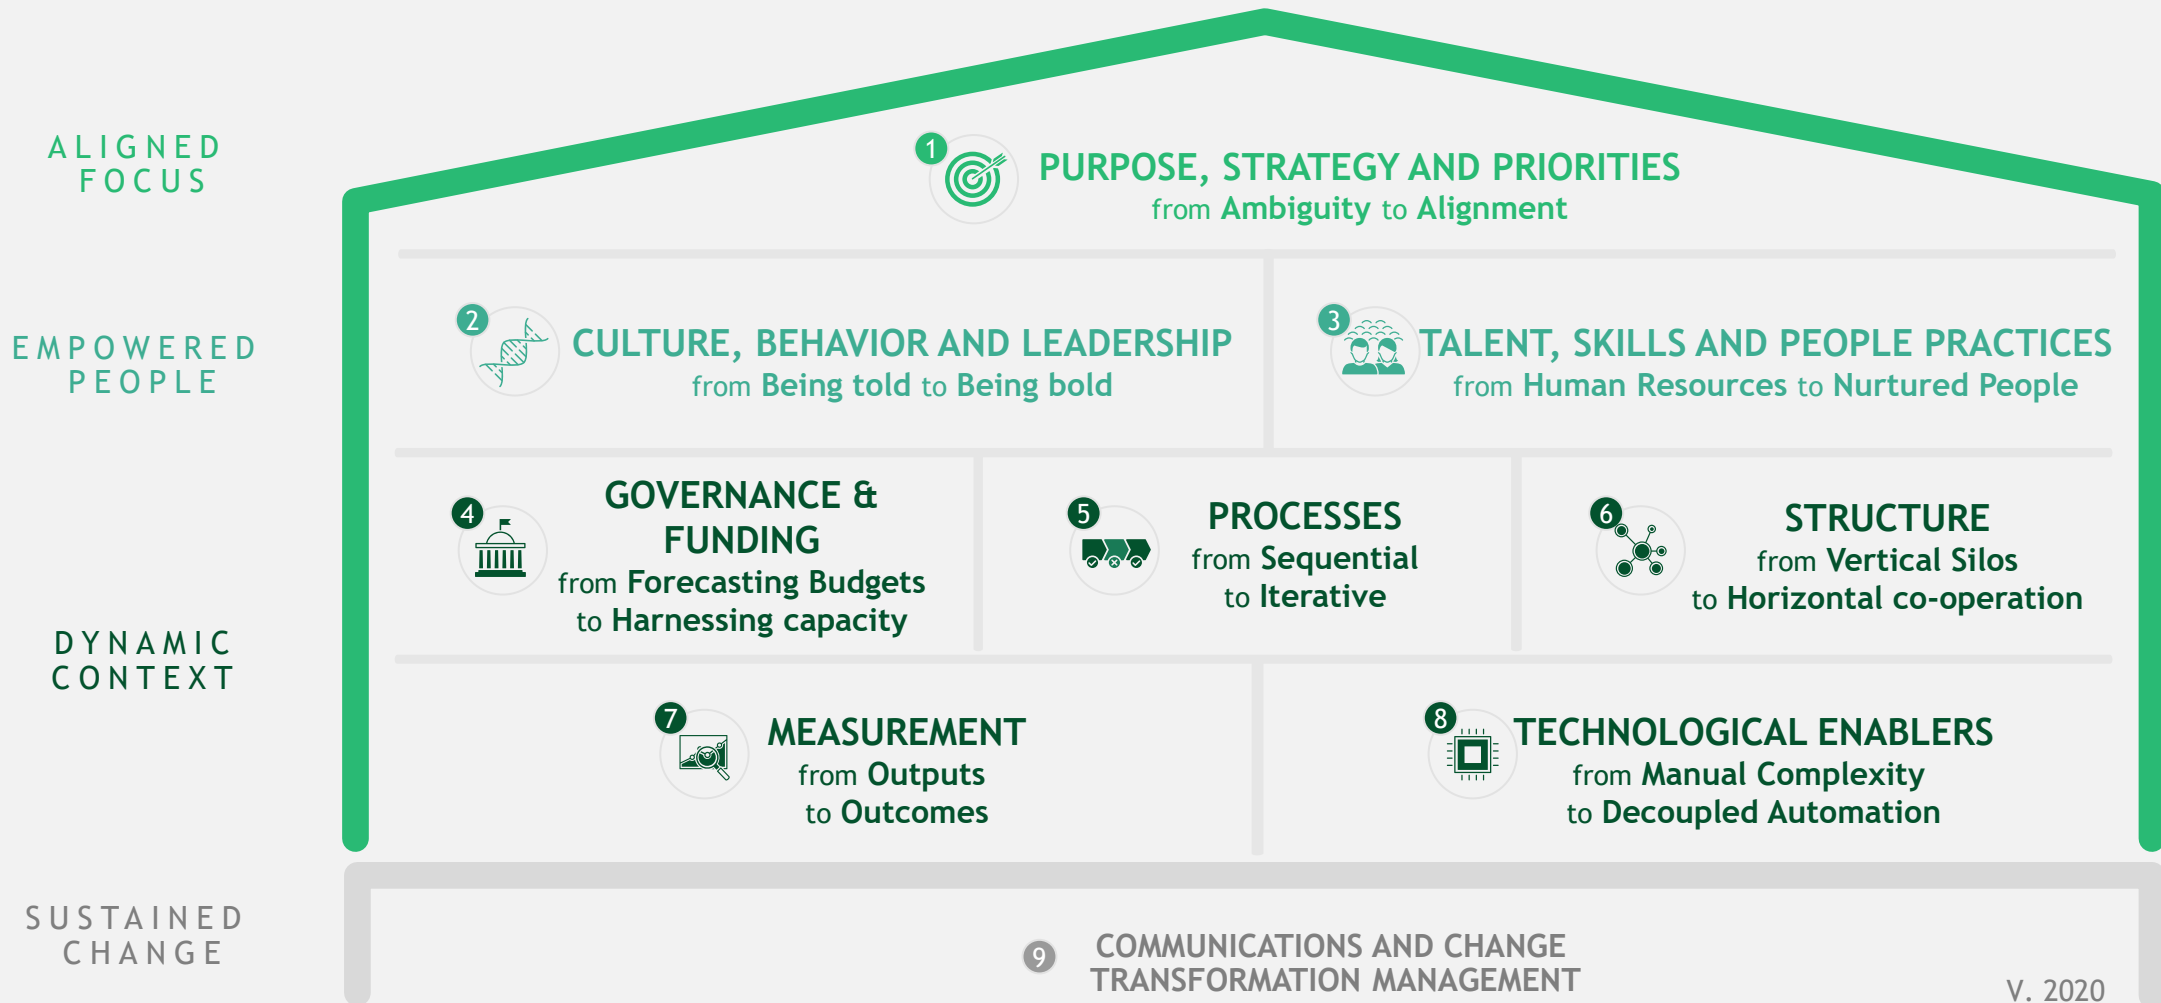 ALIGNED
FOCUS
1
PURPOSE, STRATEGY AND PRIORITIES
from Ambiguity to Alignment
EMPOWERED
PEOPLE
2
CULTURE, BEHAVIOR AND LEADERSHIP
from Being told to Being bold
3
TALENT, SKILLS AND PEOPLE PRACTICES
from Human Resources to Nurtured People
DYNAMIC
CONTEXT
4
GOVERNANCE &
FUNDING
from Forecasting Budgets
to Harnessing capacity
5
PROCESSES
from Sequential
to Iterative
6
STRUCTURE
from Vertical Silos
to Horizontal co-operation
7
MEASUREMENT
from Outputs
to Outcomes
8
TECHNOLOGICAL ENABLERS
from Manual Complexity
to Decoupled Automation
SUSTAINED
CHANGE
9
COMMUNICATIONS AND CHANGE
TRANSFORMATION MANAGEMENT
V. 2020